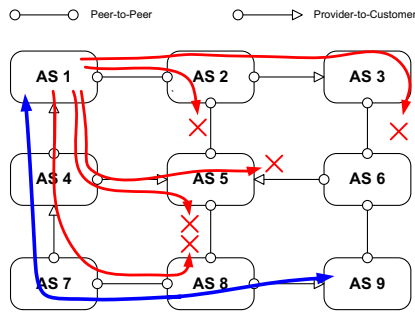 Peer-to-Peer Provider-to-Customer
AS 1 AS 2 AS 3
AS 4 AS 5 AS 6
AS 7 AS 8 AS 9